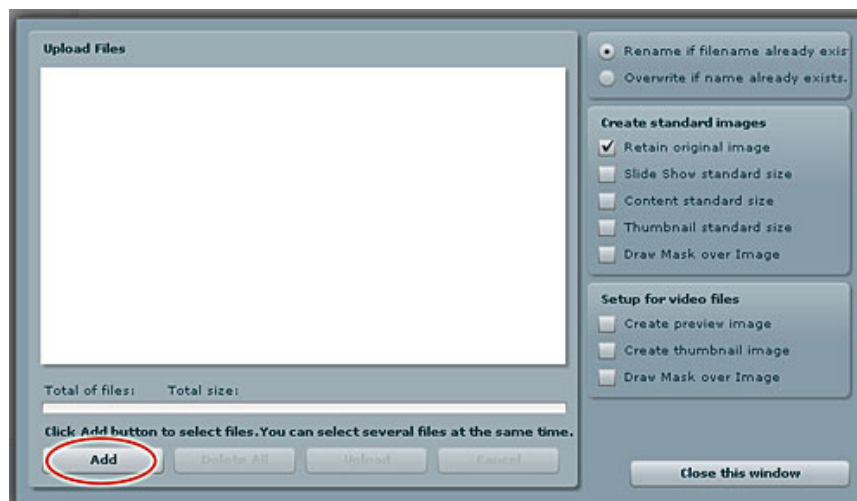 Upload Files
Total of files: Total size:
Click Add button to select files.You can select several files at the same time.
Add Delete All Upload Cancel
Rename if filename already exis
Overwrite if name already exists.
Create standard images
Retain original image
Slide Show standard size
Content standard size
Thumbnail standard size
Draw Mask over Image
Setup for video files
Create preview image
Create thumbnail image
Draw Mask over Image
Close this window